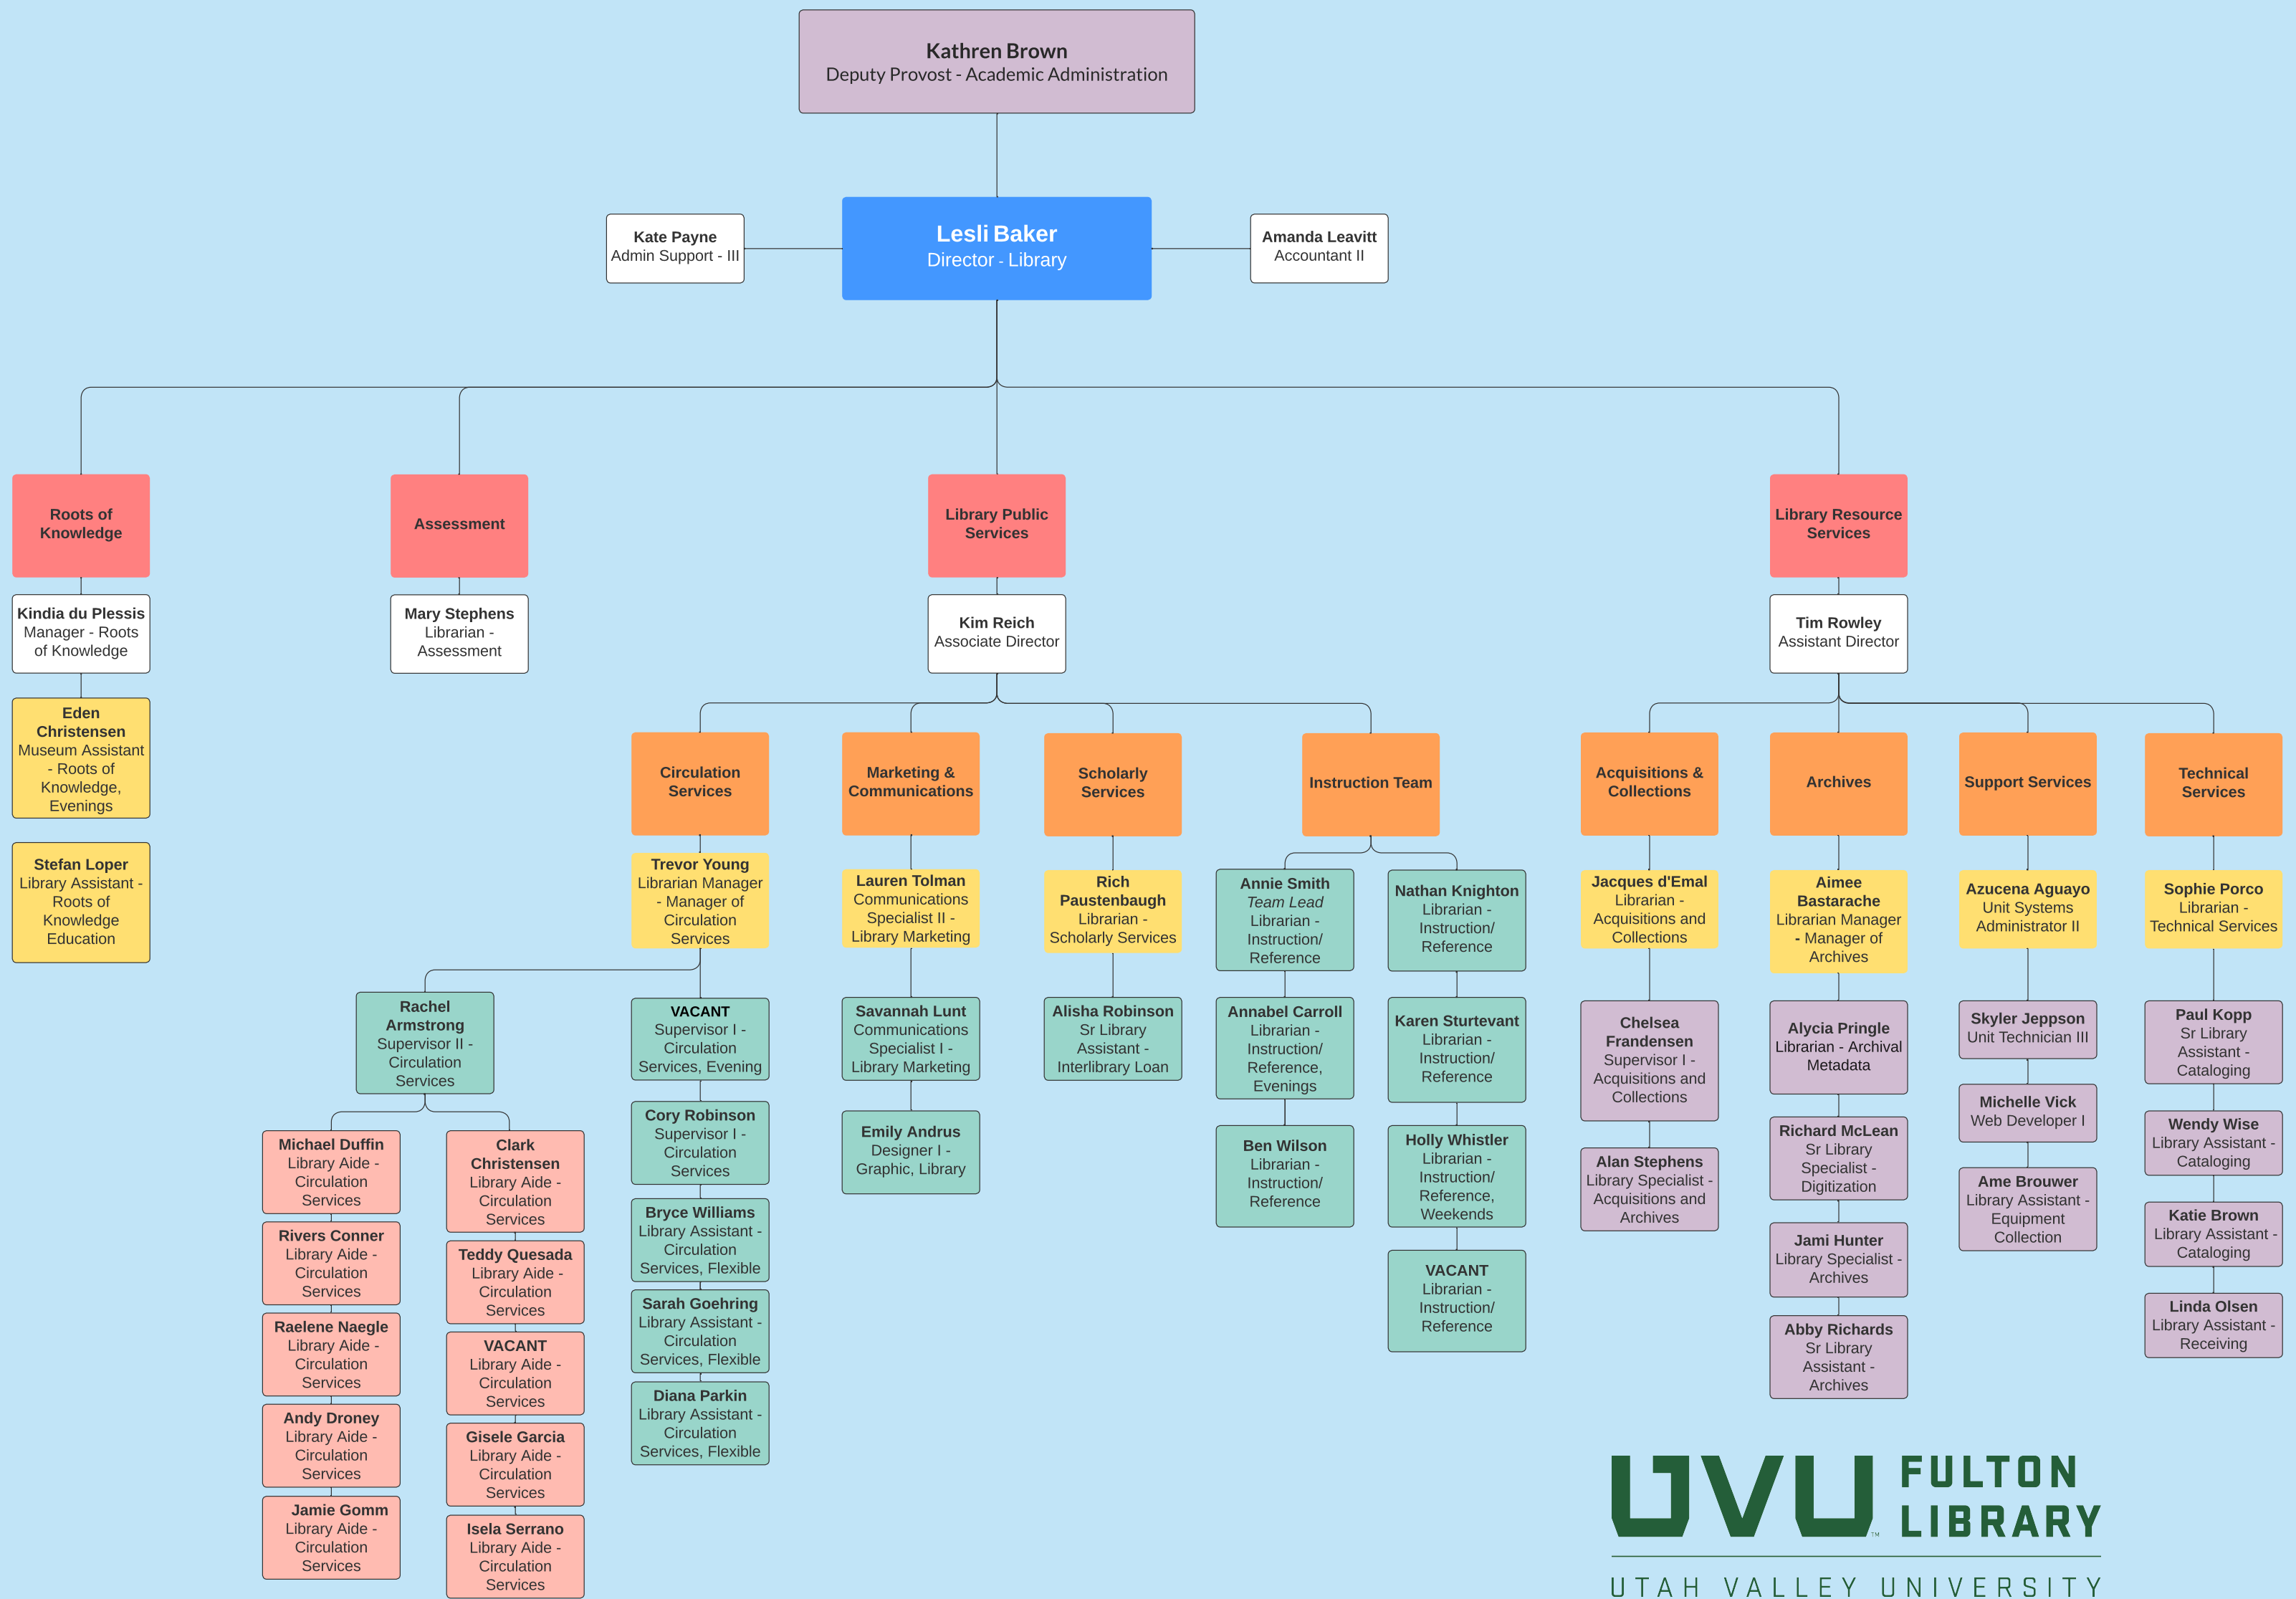 Kathren Brown
Deputy Provost - Academic Administration
Kate Payne
Admin Support - III
Lesli Baker
Director - Library
Amanda Leavitt
Accountant II
Roots of
Knowledge
Assessment
Library Public
Services
Library Resource
Services
Kindia du Plessis
Manager - Roots
of Knowledge
Mary Stephens
Librarian -
Assessment
Kim Reich
Associate Director
Tim Rowley
Assistant Director
Eden
Christensen
Museum Assistant
- Roots of
Knowledge,
Evenings
Stefan Loper
Library Assistant -
Roots of
Knowledge
Education
Circulation
Services
Marketing &
Communications
Scholarly
Services
Instruction Team
Acquisitions &
Collections
Archives
Support Services
Technical
Services
Trevor Young
Librarian Manager
- Manager of
Circulation
Services
Rachel
Armstrong
Supervisor II -
Circulation
Services
Michael Duffin
Library Aide -
Circulation
Services
Rivers Conner
Library Aide -
Circulation
Services
Raelene Naegle
Library Aide -
Circulation
Services
Andy Droney
Library Aide -
Circulation
Services
Jamie Gomm
Library Aide -
Circulation
Services
Clark
Christensen
Library Aide -
Circulation
Services
Teddy Quesada
Library Aide -
Circulation
Services
VACANT
Library Aide -
Circulation
Services
Gisele Garcia
Library Aide -
Circulation
Services
Isela Serrano
Library Aide -
Circulation
Services
VACANT
Supervisor I -
Circulation
Services, Evening
Cory Robinson
Supervisor I -
Circulation
Services
Bryce Williams
Library Assistant -
Circulation
Services, Flexible
Sarah Goehring
Library Assistant -
Circulation
Services, Flexible
Diana Parkin
Library Assistant -
Circulation
Services, Flexible
Lauren Tolman
Communications
Specialist II -
Library Marketing
Savannah Lunt
Communications
Specialist I -
Library Marketing
Emily Andrus
Designer I -
Graphic, Library
Rich
Paustenbaugh
Librarian -
Scholarly Services
Alisha Robinson
Sr Library
Assistant -
Interlibrary Loan
Annie Smith
Team Lead
Librarian -
Instruction/
Reference
Annabel Carroll
Librarian -
Instruction/
Reference,
Evenings
Ben Wilson
Librarian -
Instruction/
Reference
Nathan Knighton
Librarian -
Instruction/
Reference
Karen Sturtevant
Librarian -
Instruction/
Reference
Holly Whistler
Librarian -
Instruction/
Reference,
Weekends
VACANT
Librarian -
Instruction/
Reference
Jacques d'Emal
Librarian -
Acquisitions and
Collections
Chelsea
Frandensen
Supervisor I -
Acquisitions and
Collections
Alan Stephens
Library Specialist -
Acquisitions and
Archives
Aimee
Bastarache
Librarian Manager
- Manager of
Archives
Alycia Pringle
Librarian - Archival
Metadata
Richard McLean
Sr Library
Specialist -
Digitization
Jami Hunter
Library Specialist -
Archives
Abby Richards
Sr Library
Assistant -
Archives
Azucena Aguayo
Unit Systems
Administrator II
Skyler Jeppson
Unit Technician III
Michelle Vick
Web Developer I
Ame Brouwer
Library Assistant -
Equipment
Collection
Sophie Porco
Librarian -
Technical Services
Paul Kopp
Sr Library
Assistant -
Cataloging
Wendy Wise
Library Assistant -
Cataloging
Katie Brown
Library Assistant -
Cataloging
Linda Olsen
Library Assistant -
Receiving
UVU ™
FULTON
LIBRARY
UTAH VALLEY UNIVERSITY